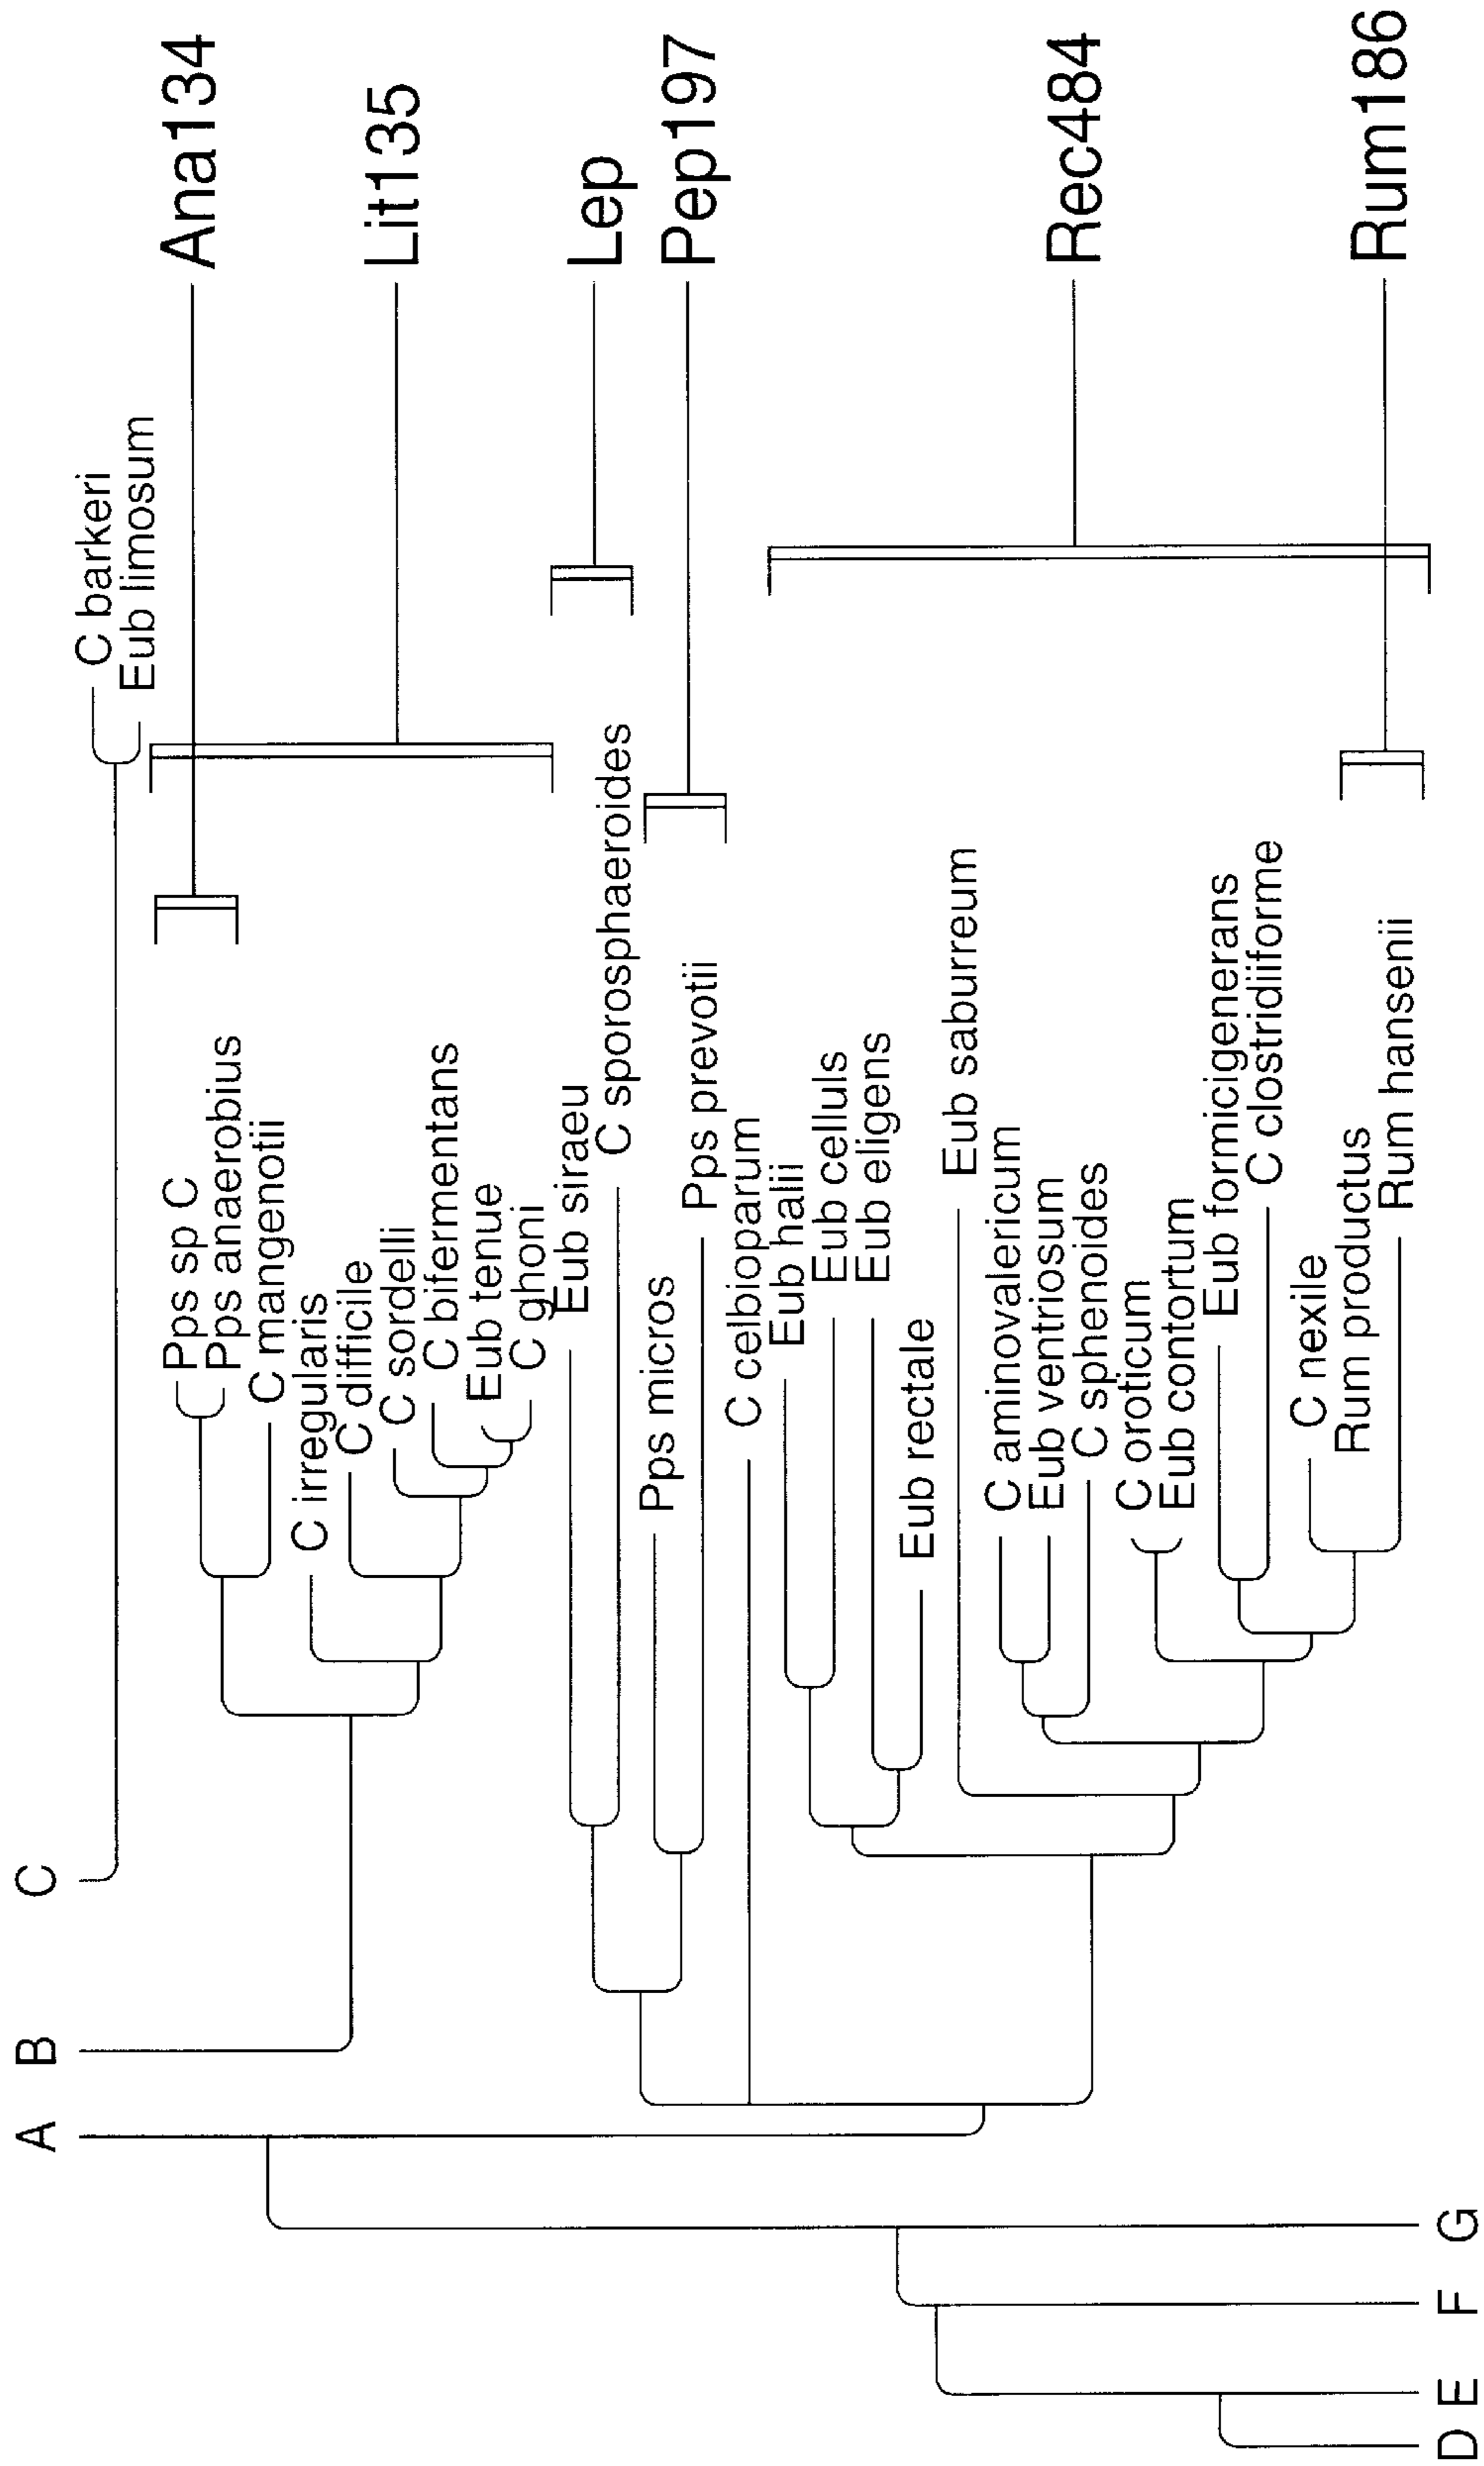 A
B
C
C barkeri
Eub limosum
Pps sp C
Pps anaerobius
C mangenotii
C irregularis
C difficile
C sordelli
C bifermentans
Eub tenue
C ghoni
Eub siraeu
C sporosphaeroides
Pps micros
Pps prevotii
C celbioparum
Eub halii
Eub celluls
Eub eligens
Eub rectale
Eub saburreum
C aminovalericum
Eub ventriosum
C sphenoides
C oroticum
Eub contortum
Eub formicigenerans
C clostridiiforme
C nexile
Rum productus
Rum hansenii
Ana134
Lit135
Lep
Pep197
Rec484
Rum186
D
E
F
G